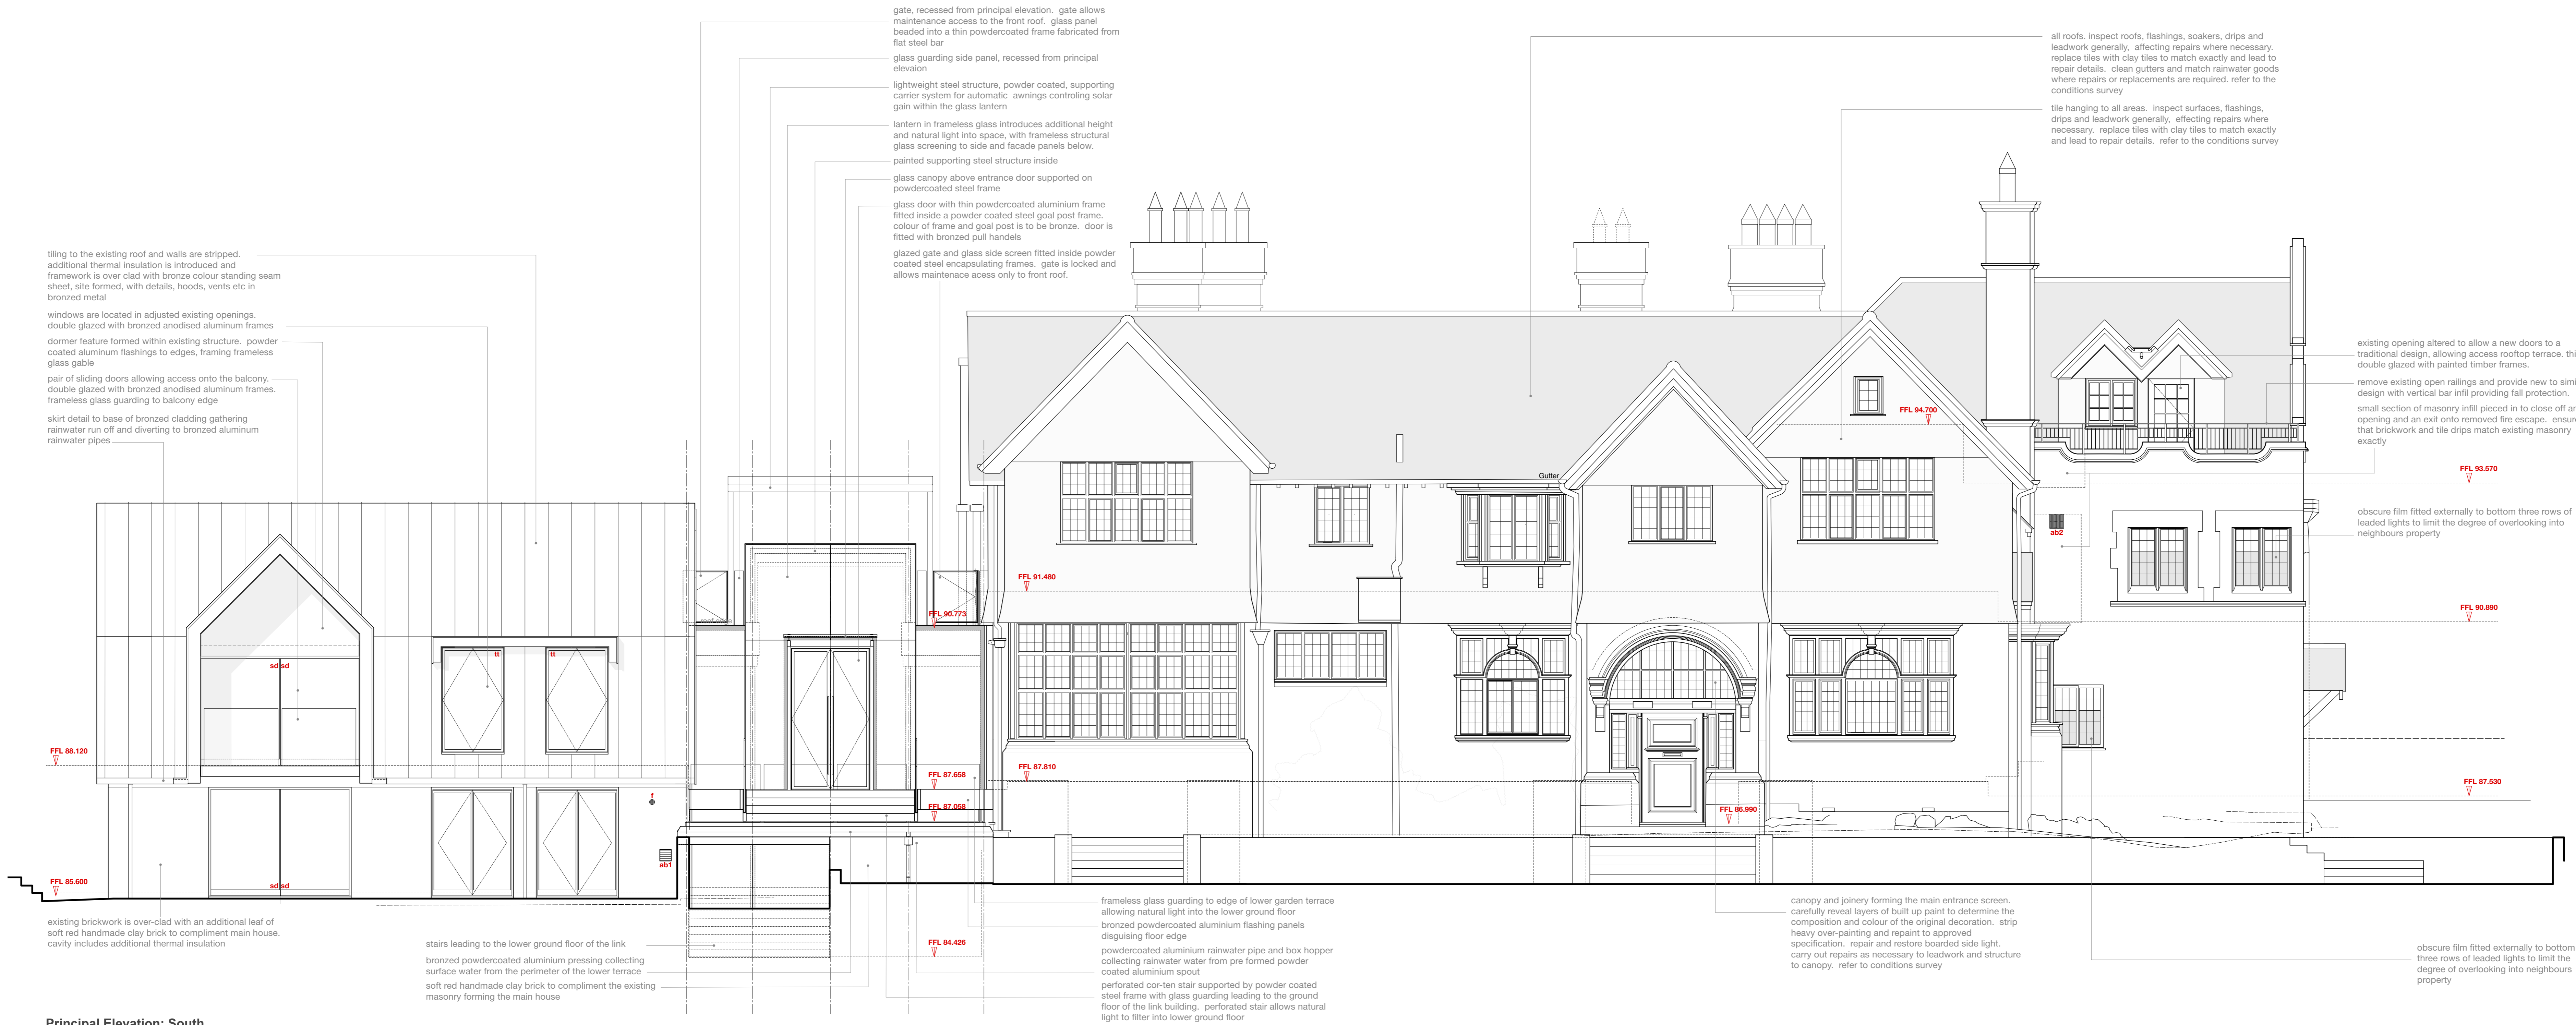 gate, recessed from principal elevation. gate allows
maintenance access to the front roof. glass panel
beaded into a thin powdercoated frame fabricated from
flat steel bar
glass guarding side panel, recessed from principal
elevaion
lightweight steel structure, powder coated, supporting
carrier system for automatic awnings controling solar
gain within the glass lantern
lantern in frameless glass introduces additional height
and natural light into space, with frameless structural
glass screening to side and facade panels below.
painted supporting steel structure inside
glass canopy above entrance door supported on
powdercoated steel frame
glass door with thin powdercoated aluminium frame
fitted inside a powder coated steel goal post frame.
colour of frame and goal post is to be bronze. door is
fitted with bronzed pull handels
glazed gate and glass side screen fitted inside powder
coated steel encapsulating frames. gate is locked and
allows maintenace acess only to front roof.
all roofs. inspect roofs, flashings, soakers, drips and
leadwork generally, affecting repairs where necessary.
replace tiles with clay tiles to match exactly and lead to
repair details. clean gutters and match rainwater goods
where repairs or replacements are required. refer to the
conditions survey
tile hanging to all areas. inspect surfaces, flashings,
drips and leadwork generally, effecting repairs where
necessary. replace tiles with clay tiles to match exactly
and lead to repair details. refer to the conditions survey
tiling to the existing roof and walls are stripped.
additional thermal insulation is introduced and
framework is over clad with bronze colour standing seam
sheet, site formed, with details, hoods, vents etc in
bronzed metal
windows are located in adjusted existing openings.
double glazed with bronzed anodised aluminum frames
dormer feature formed within existing structure. powder
coated aluminum flashings to edges, framing frameless
glass gable
pair of sliding doors allowing access onto the balcony.
double glazed with bronzed anodised aluminum frames.
frameless glass guarding to balcony edge
skirt detail to base of bronzed cladding gathering
rainwater run off and diverting to bronzed aluminum
rainwater pipes
existing opening altered to allow a new doors to a
traditional design, allowing access rooftop terrace. thi
double glazed with painted timber frames.
remove existing open railings and provide new to simi
design with vertical bar infil providing fall protection.
small section of masonry infill pieced in to close off an
opening and an exit onto removed fire escape. ensure
that brickwork and tile drips match existing masonry
exactly
FFL 94.700
FFL 93.570
Gutter
obscure film fitted externally to bottom three rows of
leaded lights to limit the degree of overlooking into
neighbours property
ab2
FFL 91.480
FFL 90.773
roof edge
FFL 90.890
tt
tt
sd sd
FFL 88.120
FFL 87.658
FFL 87.810
FFL 87.530
f
FFL 87.058
FFL 86.990
ab1
FFL 85.600
sd sd
existing brickwork is over-clad with an additional leaf of
soft red handmade clay brick to compliment main house.
cavity includes additional thermal insulation
stairs leading to the lower ground floor of the link
bronzed powdercoated aluminium pressing collecting
surface water from the perimeter of the lower terrace
soft red handmade clay brick to compliment the existing
masonry forming the main house
FFL 84.426
frameless glass guarding to edge of lower garden terrace
allowing natural light into the lower ground floor
bronzed powdercoated aluminium flashing panels
disguising floor edge
powdercoated aluminium rainwater pipe and box hopper
collecting rainwater water from pre formed powder
coated aluminium spout
perforated cor-ten stair supported by powder coated
steel frame with glass guarding leading to the ground
floor of the link building. perforated stair allows natural
light to filter into lower ground floor
canopy and joinery forming the main entrance screen.
carefully reveal layers of built up paint to determine the
composition and colour of the original decoration. strip
heavy over-painting and repaint to approved
specification. repair and restore boarded side light.
carry out repairs as necessary to leadwork and structure
to canopy. refer to conditions survey
obscure film fitted externally to bottom
three rows of leaded lights to limit the
degree of overlooking into neighbours
property
Principal Elevation: South